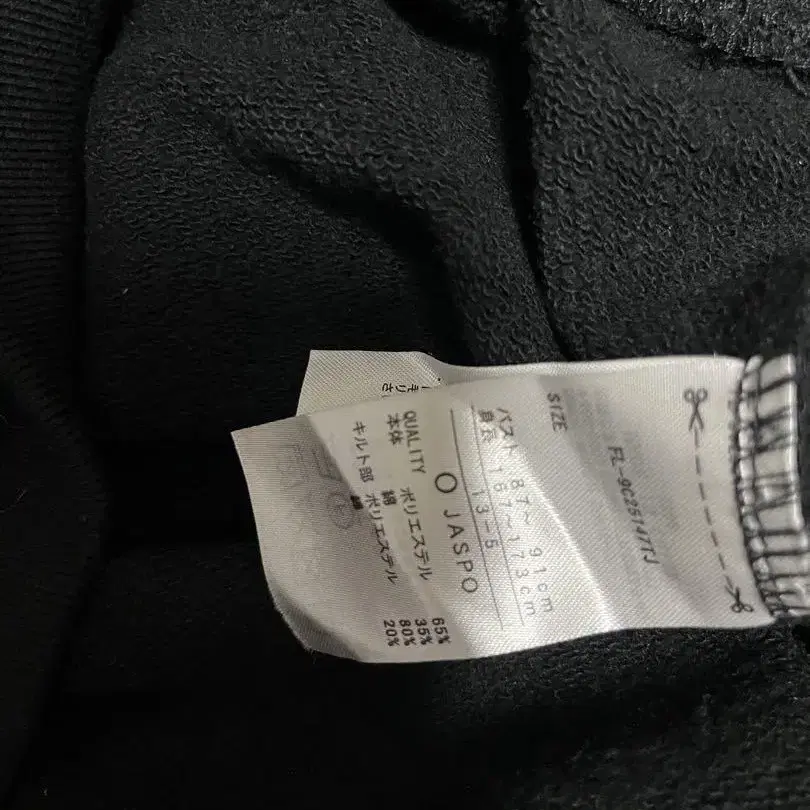 FL-9C25147TJ
SIZE
バスト 87〜 91cm
身長 167〜173cm
13-5
O JASPO
QUALITY
本体 ポリエステル 65%
綿 35%
キルト部 ポリエステル 80%
綿 20%